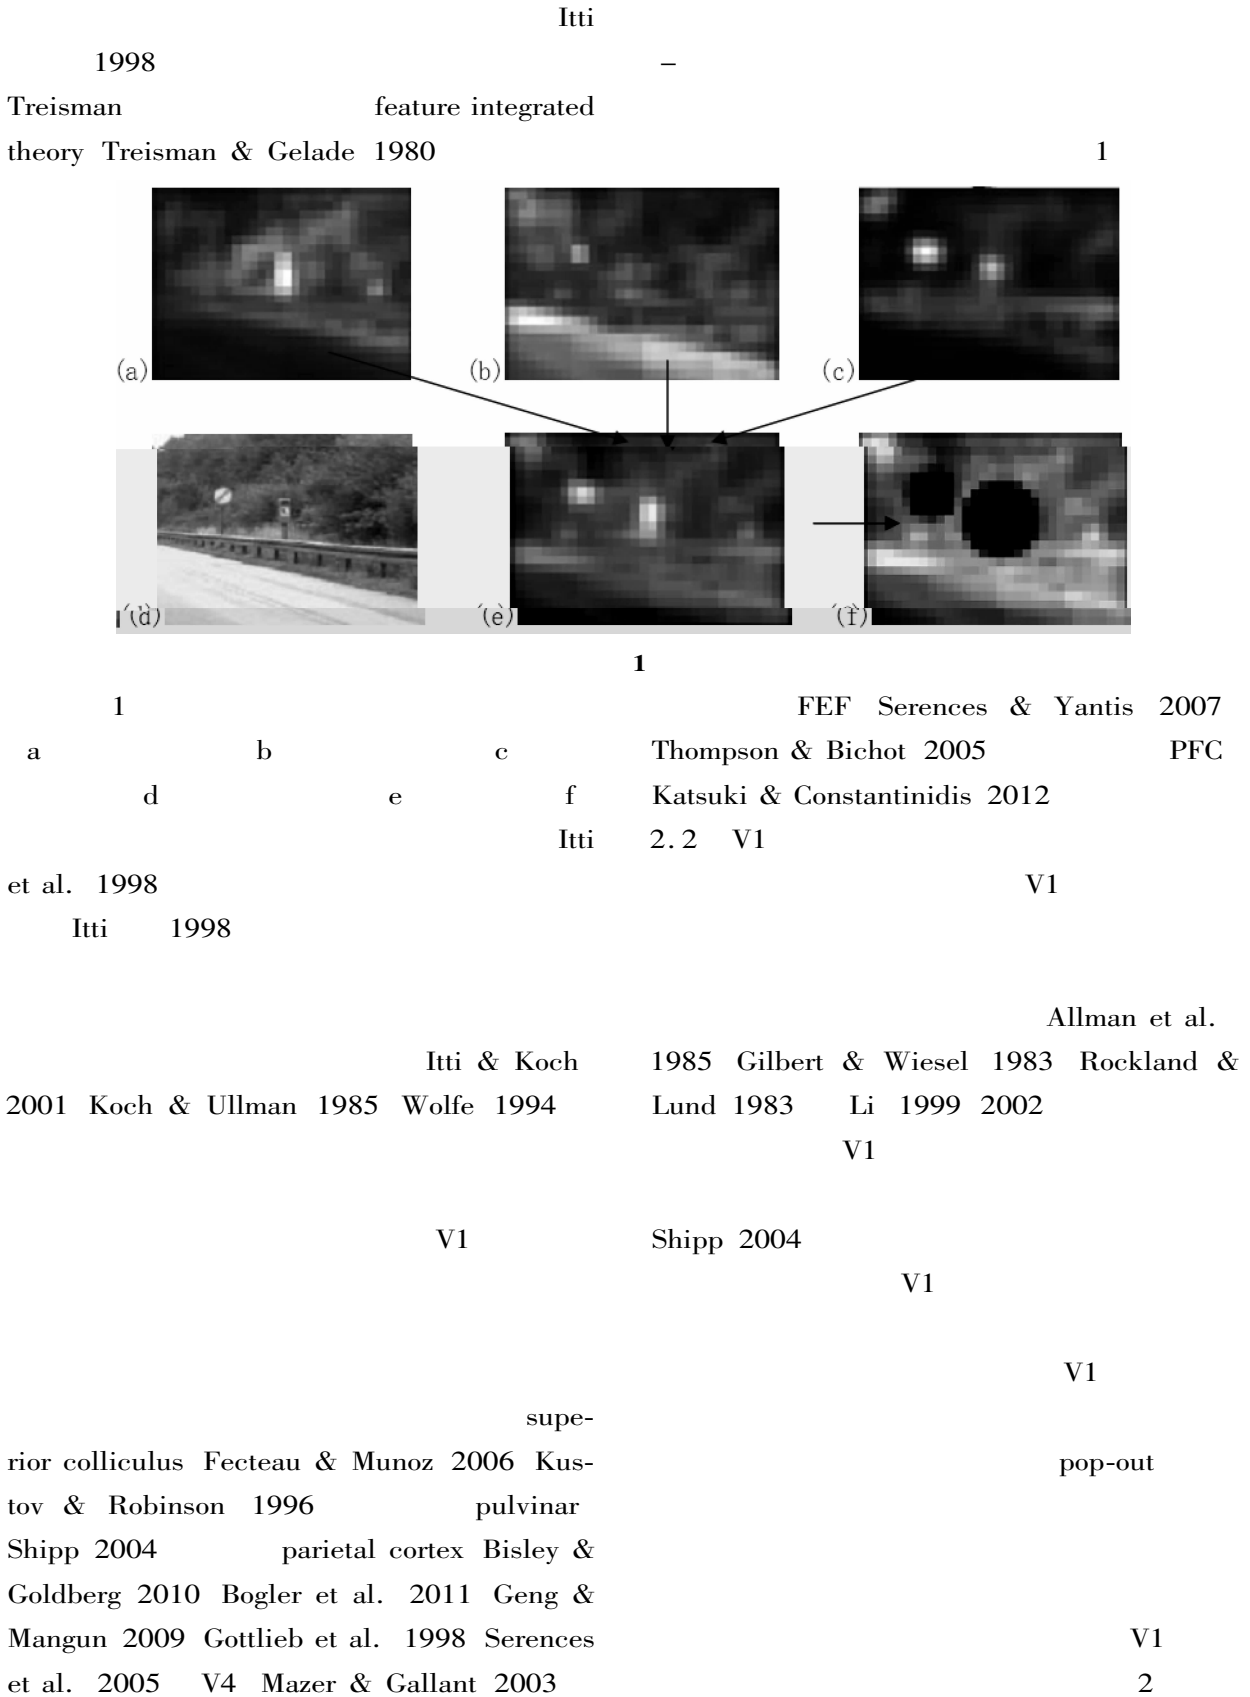 Itti
1998
Treisman feature integrated
theory Treisman & Gelade 1980
–
1
(a)
(b)
(c)
(d)
(e)
(f)
1
1
a b c
d e f
Itti
et al. 1998
Itti 1998
Itti & Koch
2001 Koch & Ullman 1985 Wolfe 1994
V1
supe-
rior colliculus Fecteau & Munoz 2006 Kus-
tov & Robinson 1996 pulvinar
Shipp 2004 parietal cortex Bisley &
Goldberg 2010 Bogler et al. 2011 Geng &
Mangun 2009 Gottlieb et al. 1998 Serences
et al. 2005 V4 Mazer & Gallant 2003
FEF Serences & Yantis 2007
Thompson & Bichot 2005 PFC
Katsuki & Constantinidis 2012
2.2 V1
V1
Allman et al.
1985 Gilbert & Wiesel 1983 Rockland &
Lund 1983 Li 1999 2002
V1
Shipp 2004
V1
V1
pop-out
V1
2